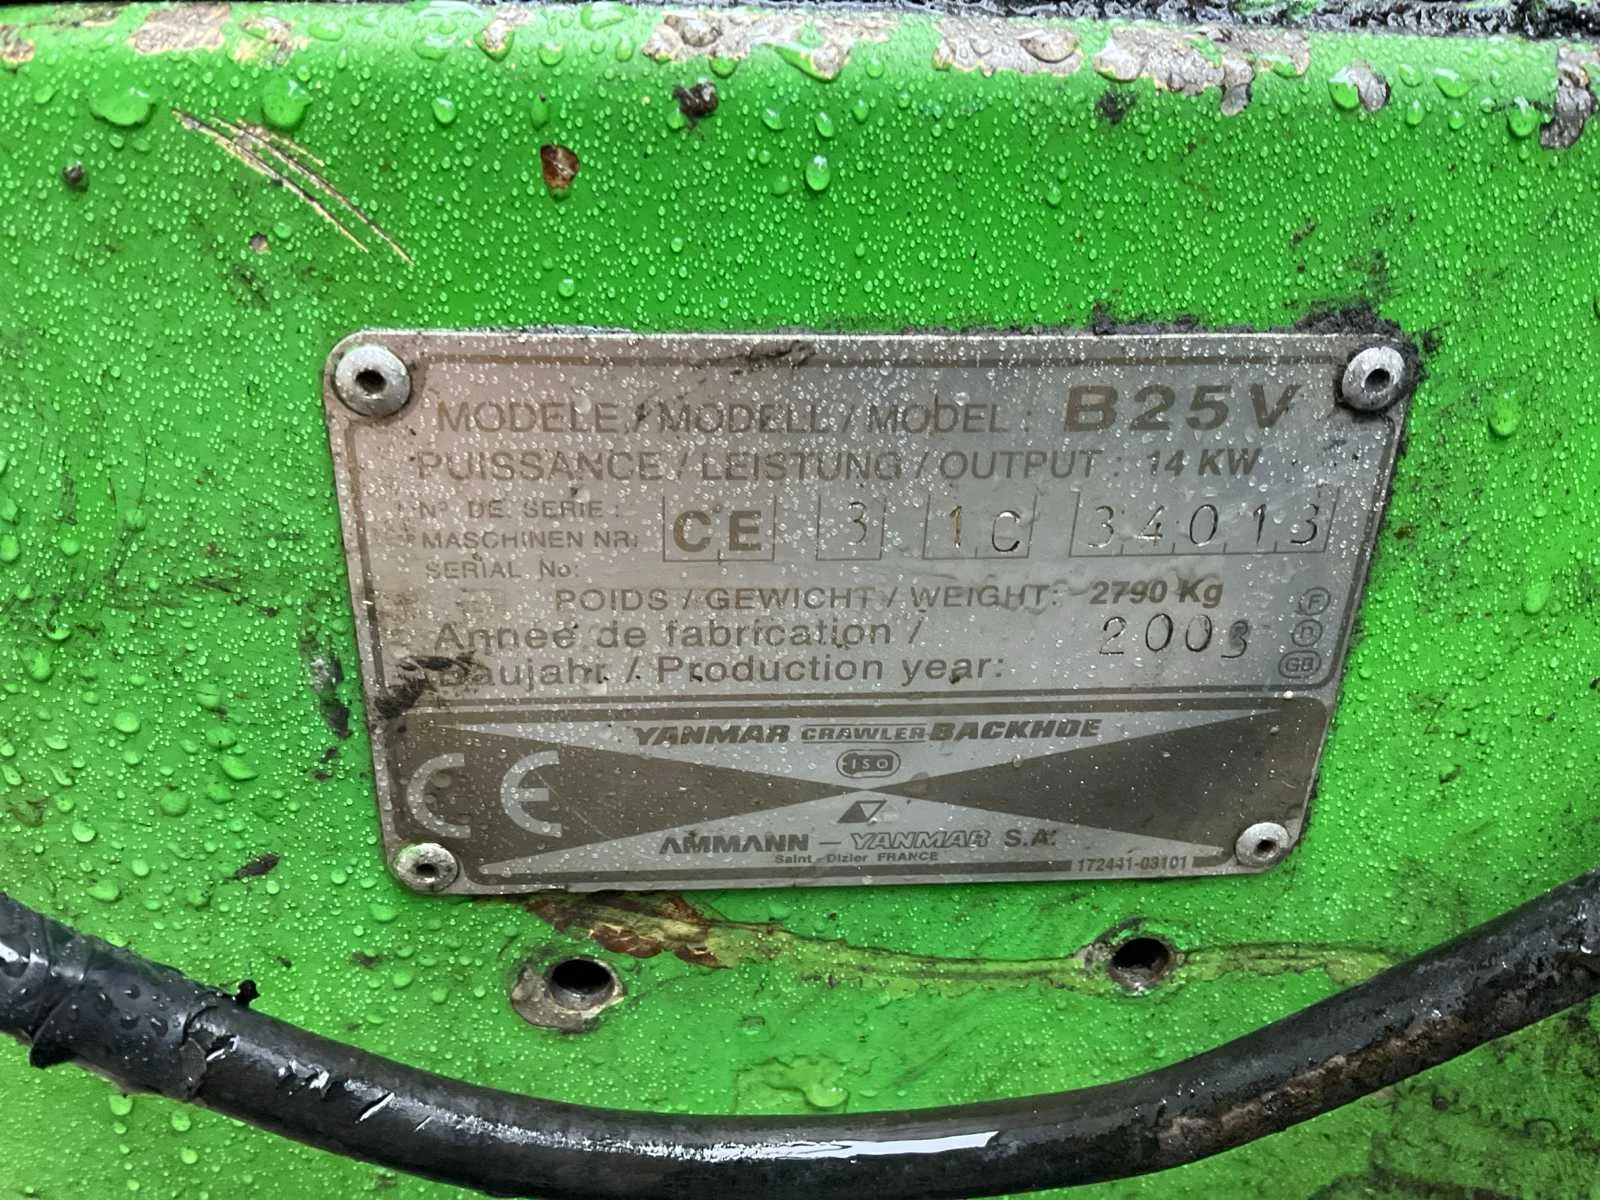 MODELE / MODELL / MODEL : B25V
PUISSANCE / LEISTUNG / OUTPUT : 14 KW
N° DE SERIE :
MASCHINEN NR: CE 3 1C 34013
SERIAL No:
POIDS / GEWICHT / WEIGHT: 2790 Kg
Annee de fabrication / 2003
Baujahr / Production year:
F
D
GB
YANMAR CRAWLER BACKHOE
CE CE
ISO
AMMANN - YANMAR S.A.
Saint - Dizier FRANCE
172441-03101